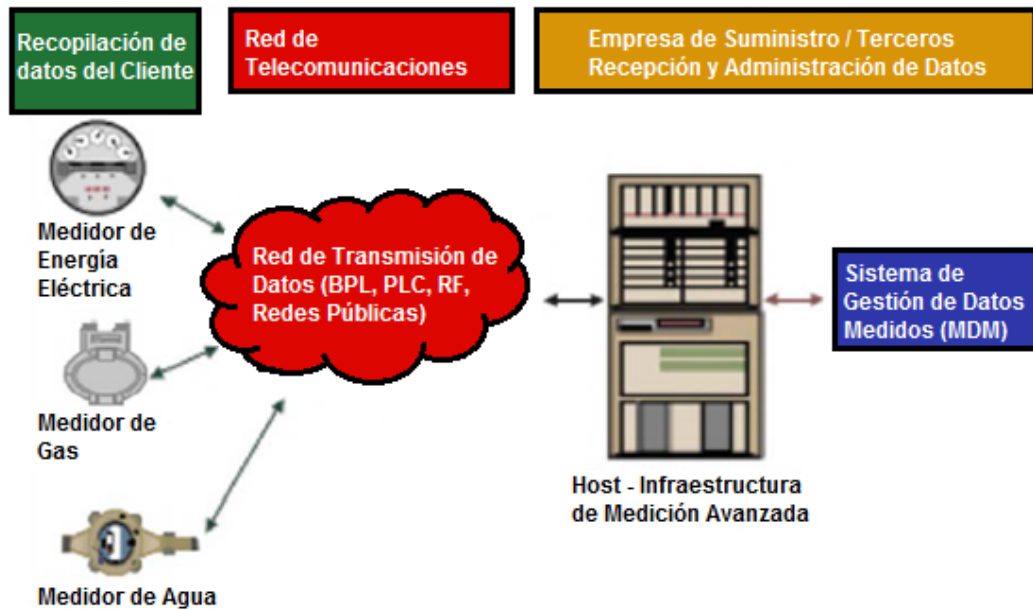 Recopilación de
datos del Cliente
Red de
Telecomunicaciones
Empresa de Suministro / Terceros
Recepción y Administración de Datos
Medidor de
Energía
Eléctrica
Red de Transmisión de
Datos (BPL, PLC, RF,
Redes Públicas)
Sistema de
Gestión de Datos
Medidos (MDM)
Medidor de
Gas
Host - Infraestructura
de Medición Avanzada
Medidor de Agua